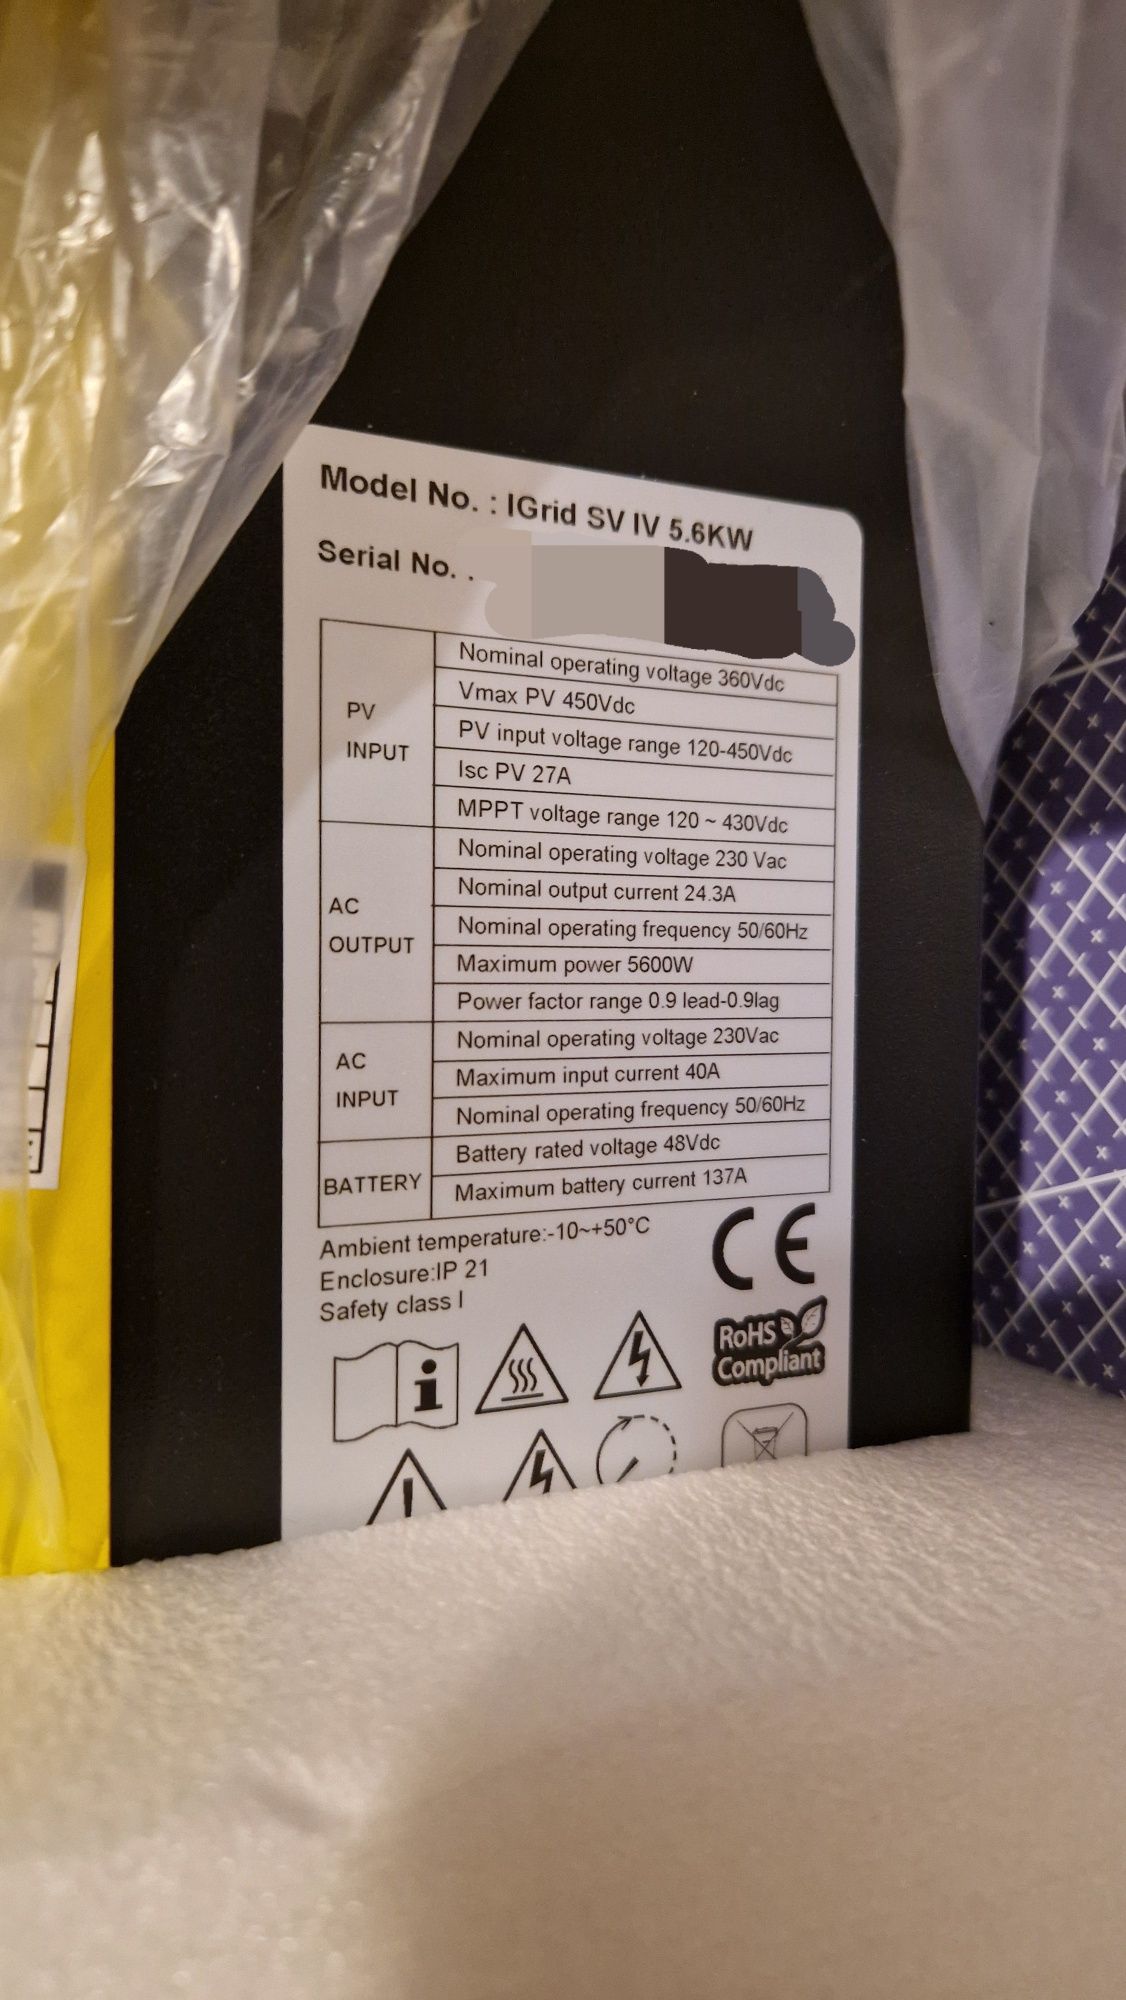 Model No. : IGrid SV IV 5.6KW
Serial No. .
PV INPUT
Nominal operating voltage 360Vdc
Vmax PV 450Vdc
PV input voltage range 120-450Vdc
Isc PV 27A
MPPT voltage range 120 ~ 430Vdc
AC OUTPUT
Nominal operating voltage 230 Vac
Nominal output current 24.3A
Nominal operating frequency 50/60Hz
Maximum power 5600W
Power factor range 0.9 lead-0.9lag
AC INPUT
Nominal operating voltage 230Vac
Maximum input current 40A
Nominal operating frequency 50/60Hz
BATTERY
Battery rated voltage 48Vdc
Maximum battery current 137A
Ambient temperature:-10~+50°C
Enclosure:IP 21
Safety class I
CE
RoHS
Compliant